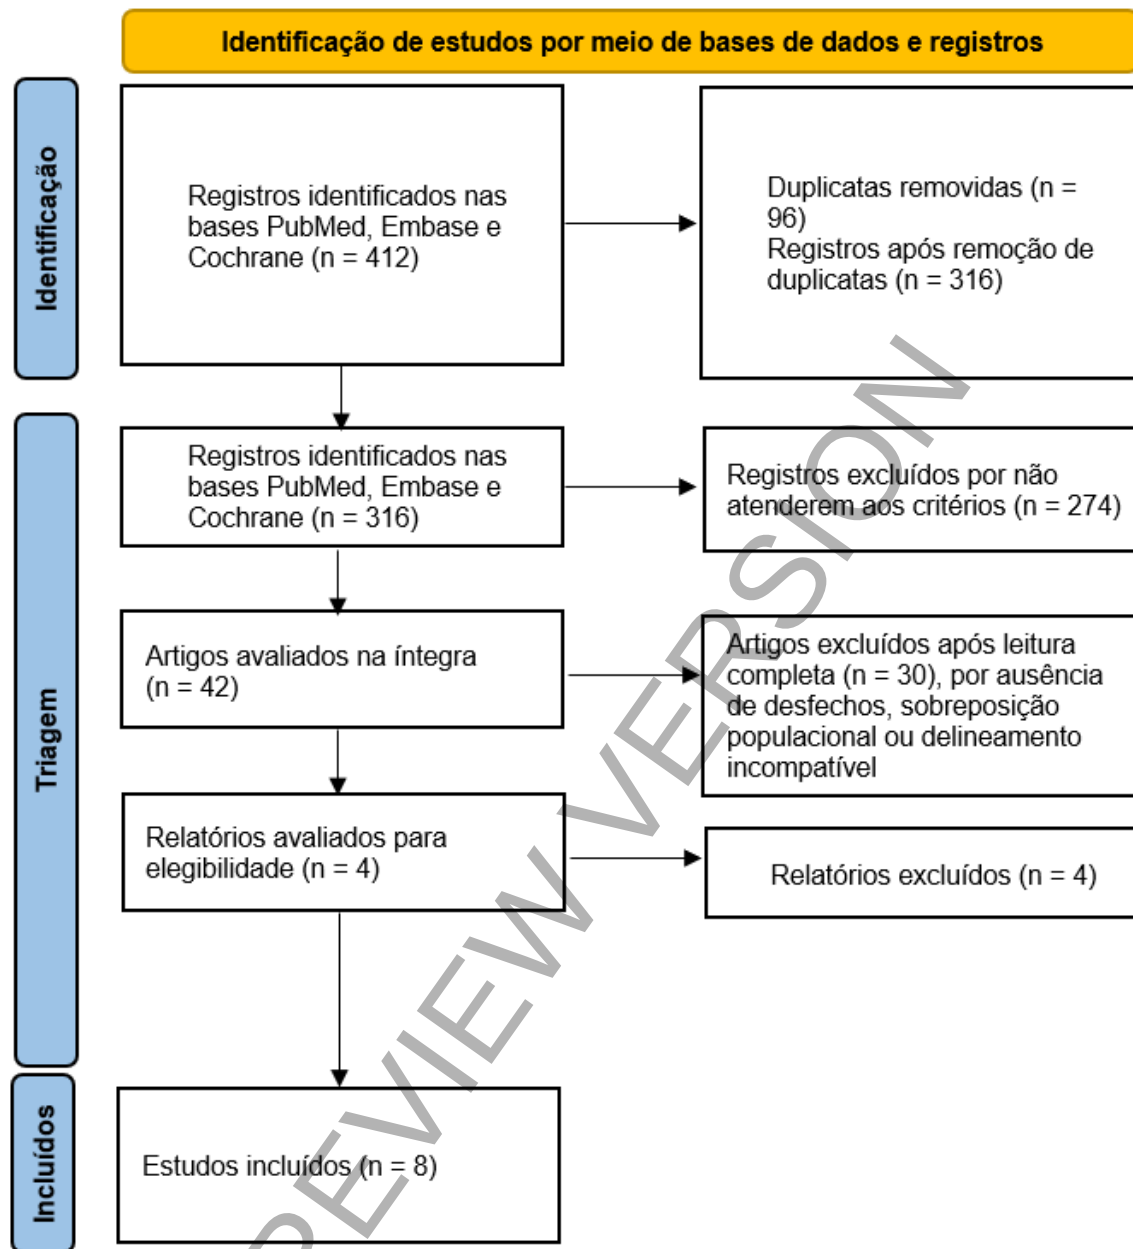 Identificação de estudos por meio de bases de dados e registros
Identificação
Registros identificados nas
bases PubMed, Embase e
Cochrane (n = 412)
Duplicatas removidas (n =
96)
Registros após remoção de
duplicatas (n = 316)
Triagem
Registros identificados nas
bases PubMed, Embase e
Cochrane (n = 316)
Registros excluídos por não
atenderem aos critérios (n = 274)
Artigos avaliados na íntegra
(n = 42)
Artigos excluídos após leitura
completa (n = 30), por ausência
de desfechos, sobreposição
populacional ou delineamento
incompatível
Relatórios avaliados para
elegibilidade (n = 4)
Relatórios excluídos (n = 4)
Incluídos
Estudos incluídos (n = 8)
REVIEW VERSION